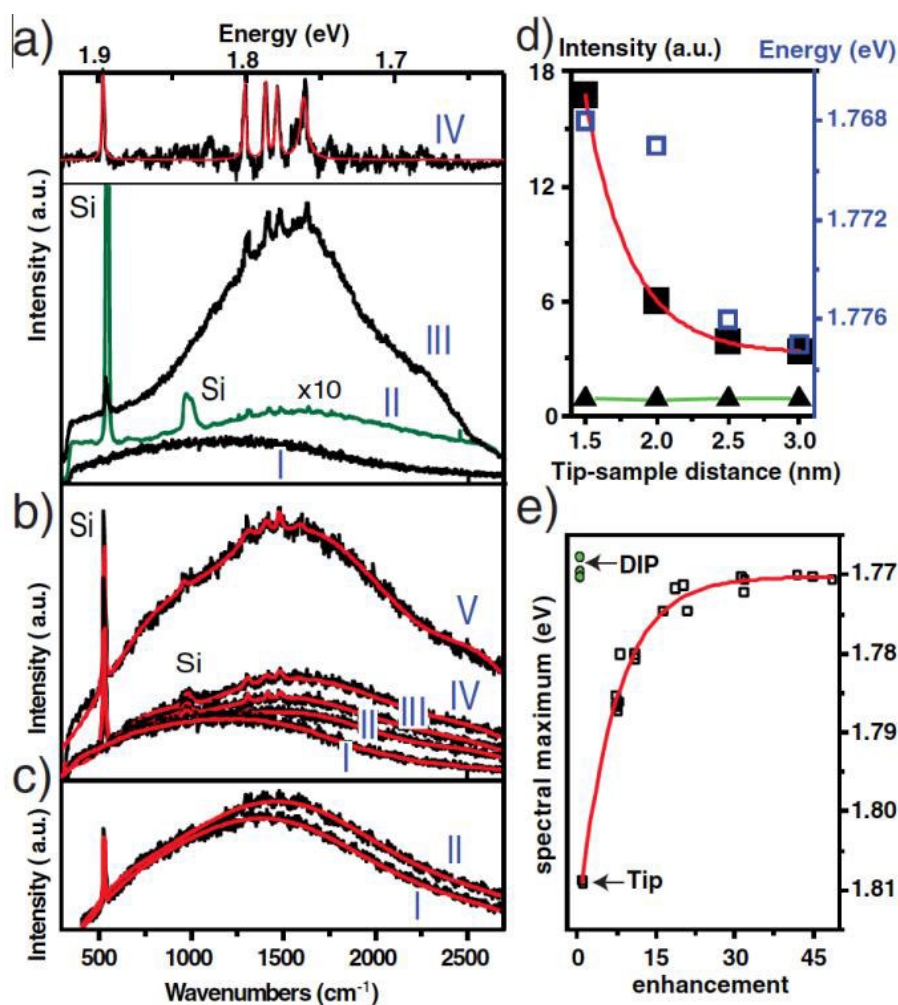 a)
Energy (eV)
1.9 1.8 1.7
IV
Intensity (a.u.)
Si
III
Si
x10
II
I
b)
Si
V
Si
IV
III
II
I
Intensity (a.u.)
c)
II
I
Intensity (a.u.)
500 1000 1500 2000 2500
Wavenumbers (cm⁻¹)
d)
Intensity (a.u.) Energy (eV)
18
12
6
0
1.768
1.772
1.776
1.5 2.0 2.5 3.0
Tip-sample distance (nm)
e)
DIP
Tip
spectral maximum (eV)
1.77
1.78
1.79
1.80
1.81
0 15 30 45
enhancement